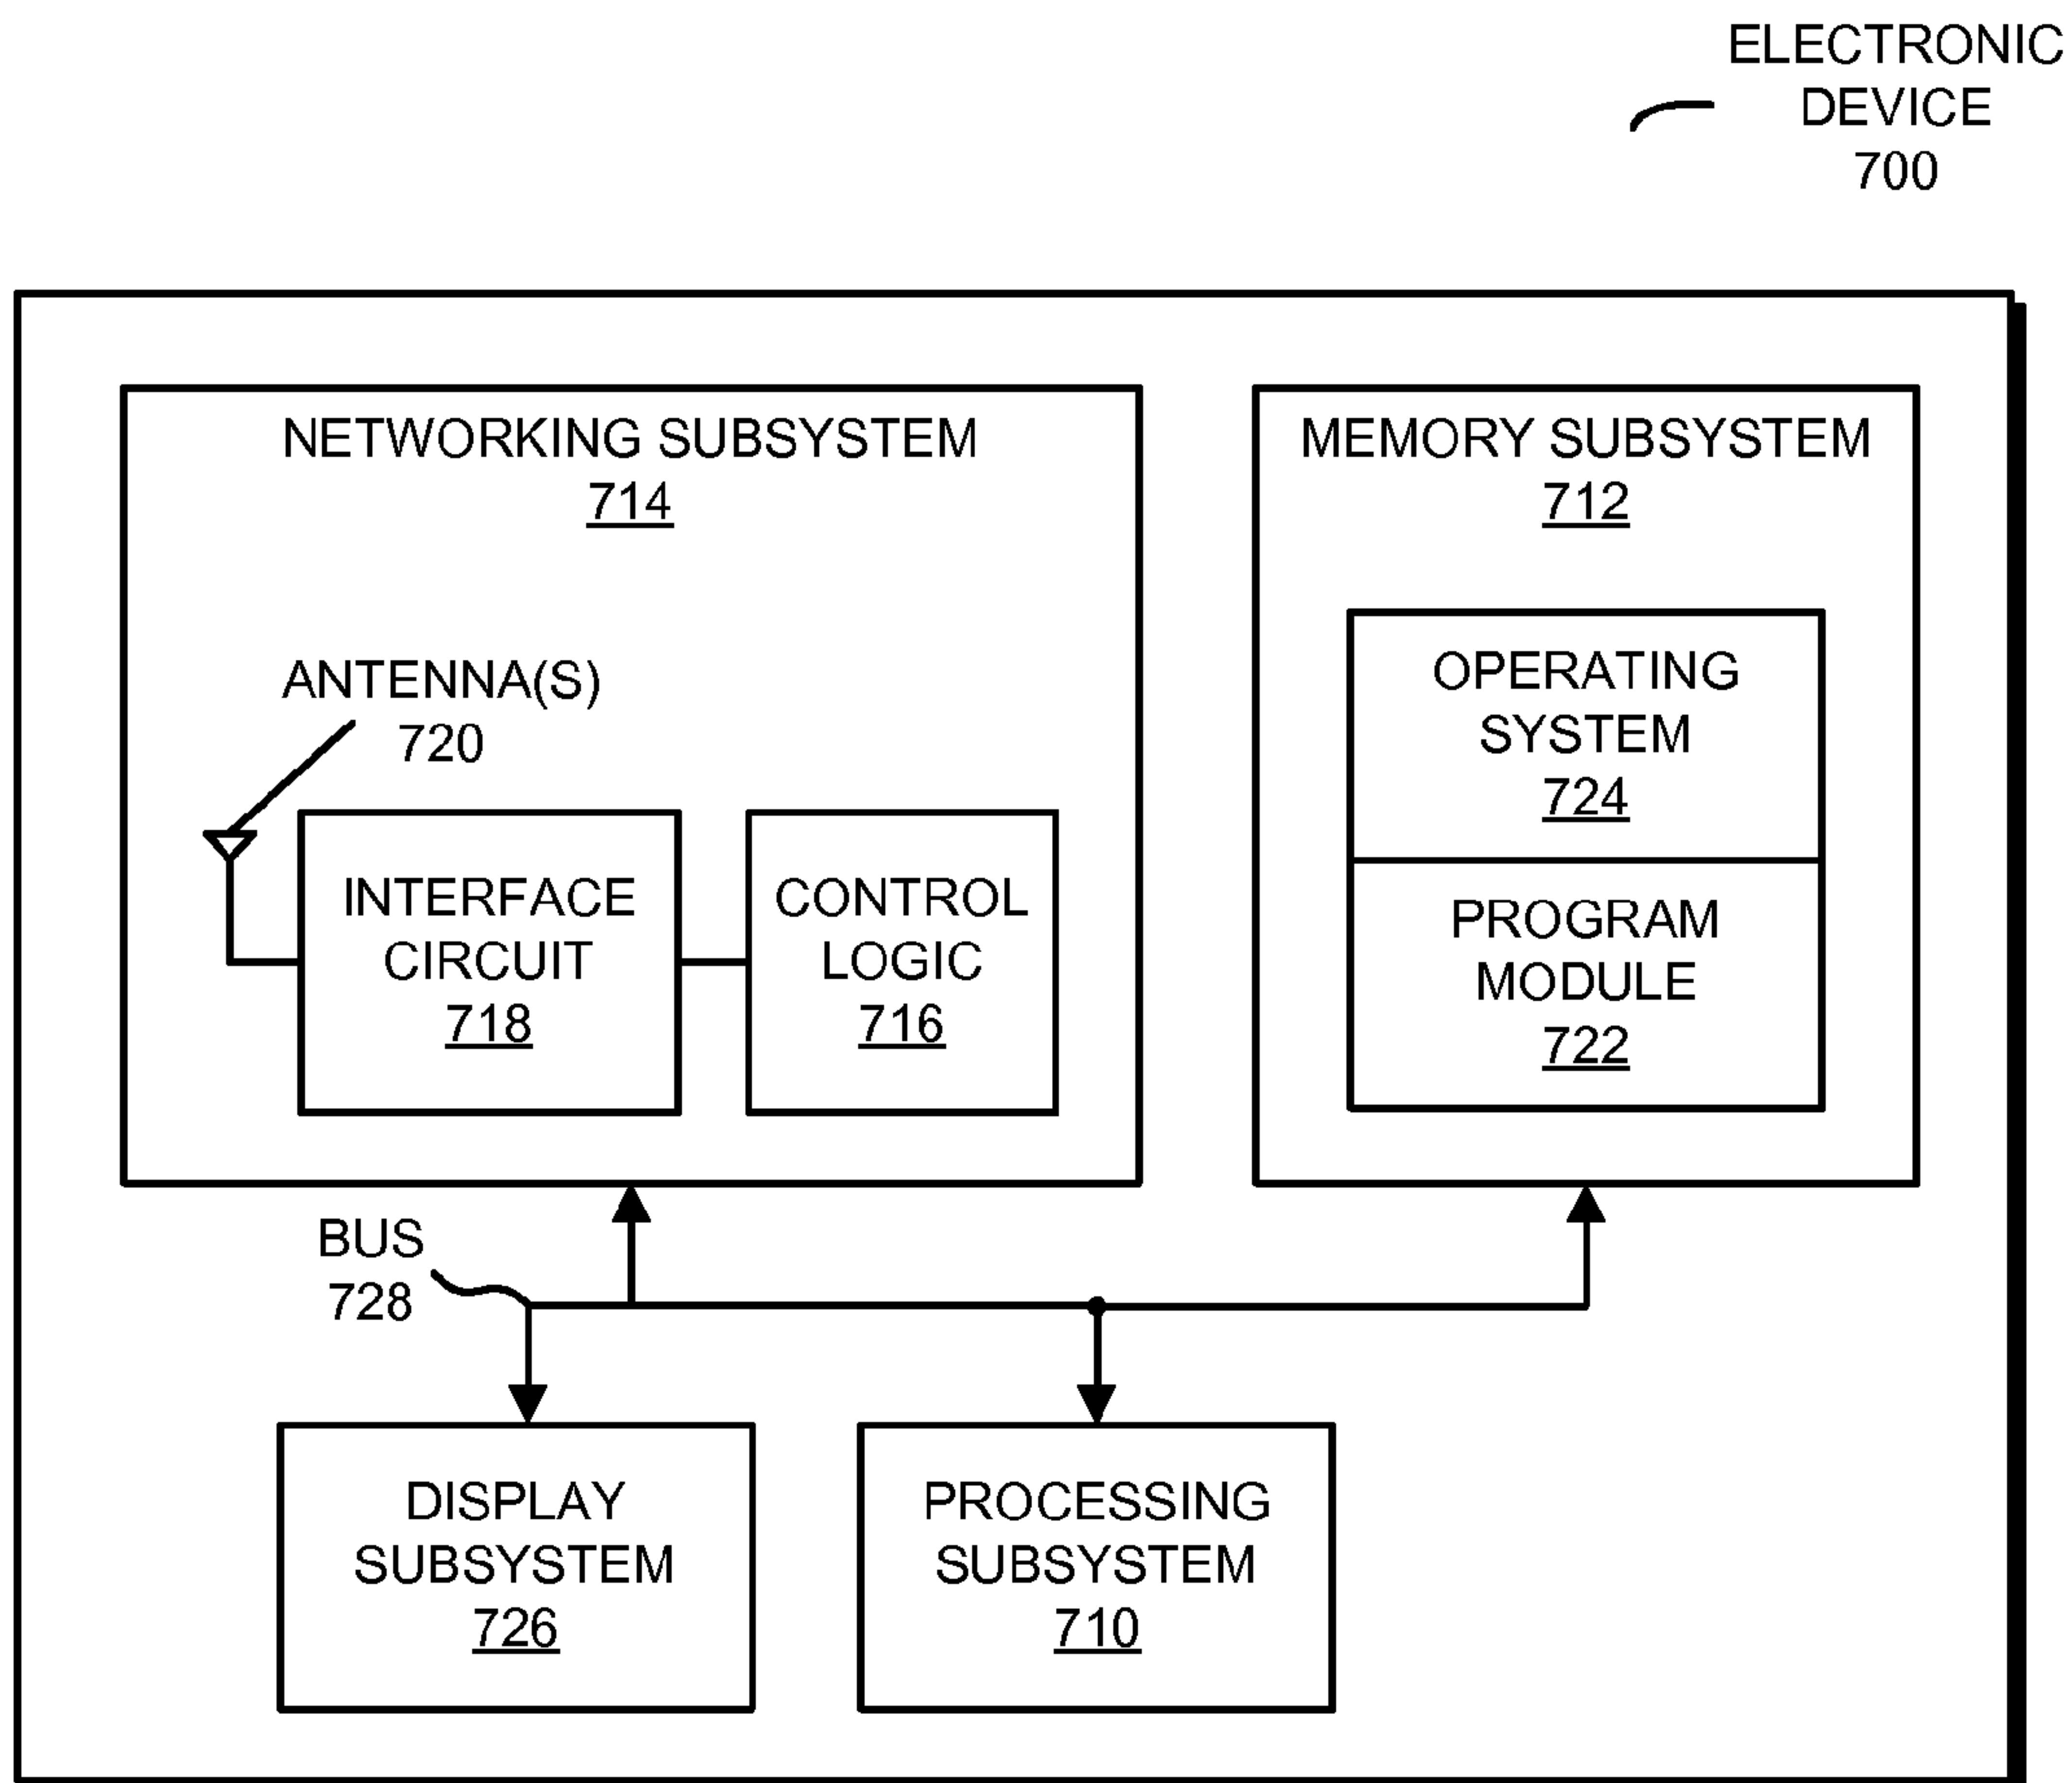 ELECTRONIC
DEVICE
700
NETWORKING SUBSYSTEM
714
MEMORY SUBSYSTEM
712
ANTENNA(S)
720
INTERFACE
CIRCUIT
718
CONTROL
LOGIC
716
OPERATING
SYSTEM
724
PROGRAM
MODULE
722
BUS
728
DISPLAY
SUBSYSTEM
726
PROCESSING
SUBSYSTEM
710